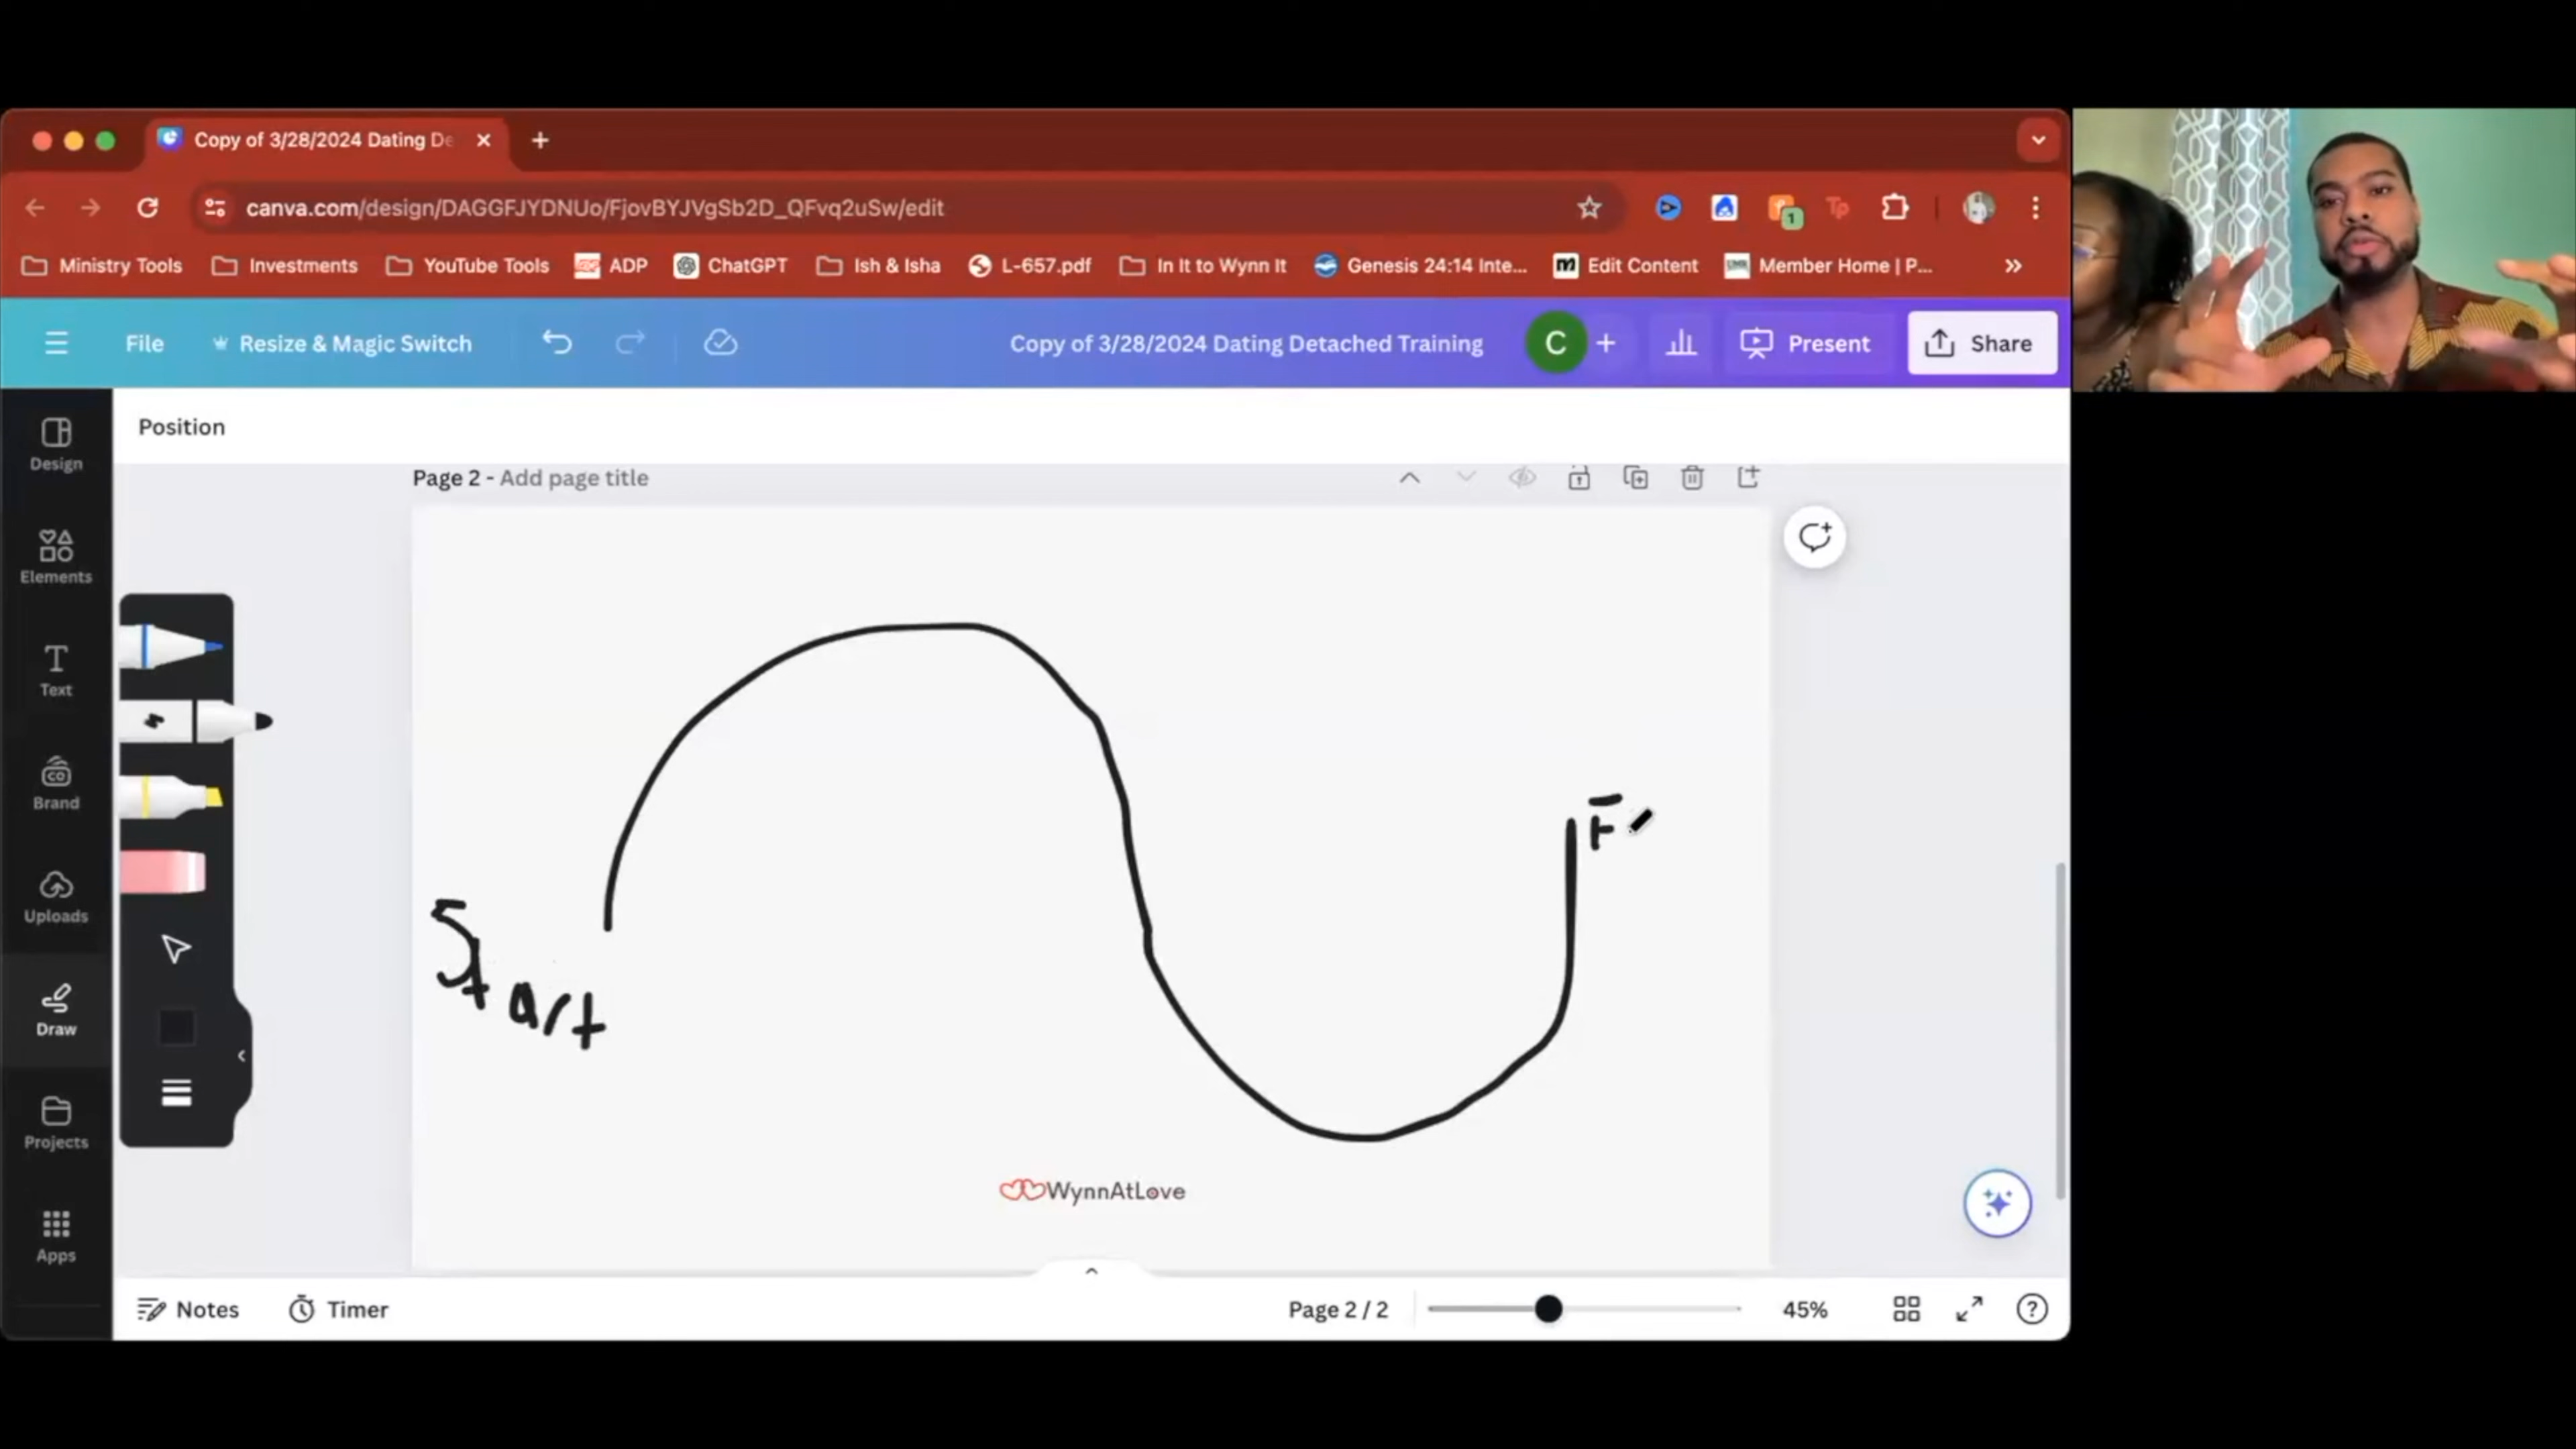 Copy of 3/28/2024 Dating De
canva.com/design/DAGGFJYDNUo/FjovBYJVgSb2D_QFvq2uSw/edit
1
Tp
Ministry Tools
Investments
YouTube Tools
ADP
ChatGPT
Ish & Isha
L-657.pdf
In It to Wynn It
Genesis 24:14 Inte...
Edit Content
Member Home | P...
File
Resize & Magic Switch
Copy of 3/28/2024 Dating Detached Training
C
Present
Share
Design
Elements
Text
Brand
Uploads
Draw
Projects
Apps
Position
Page 2 - Add page title
Start
F
WynnAtLove
Notes
Timer
Page 2 / 2
45%